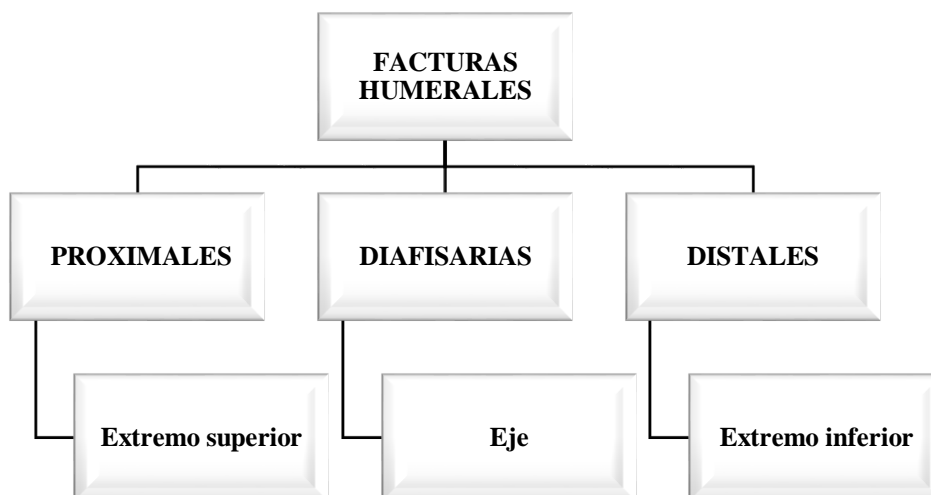 FACTURAS
HUMERALES
PROXIMALES
DIAFISARIAS
DISTALES
Extremo superior
Eje
Extremo inferior